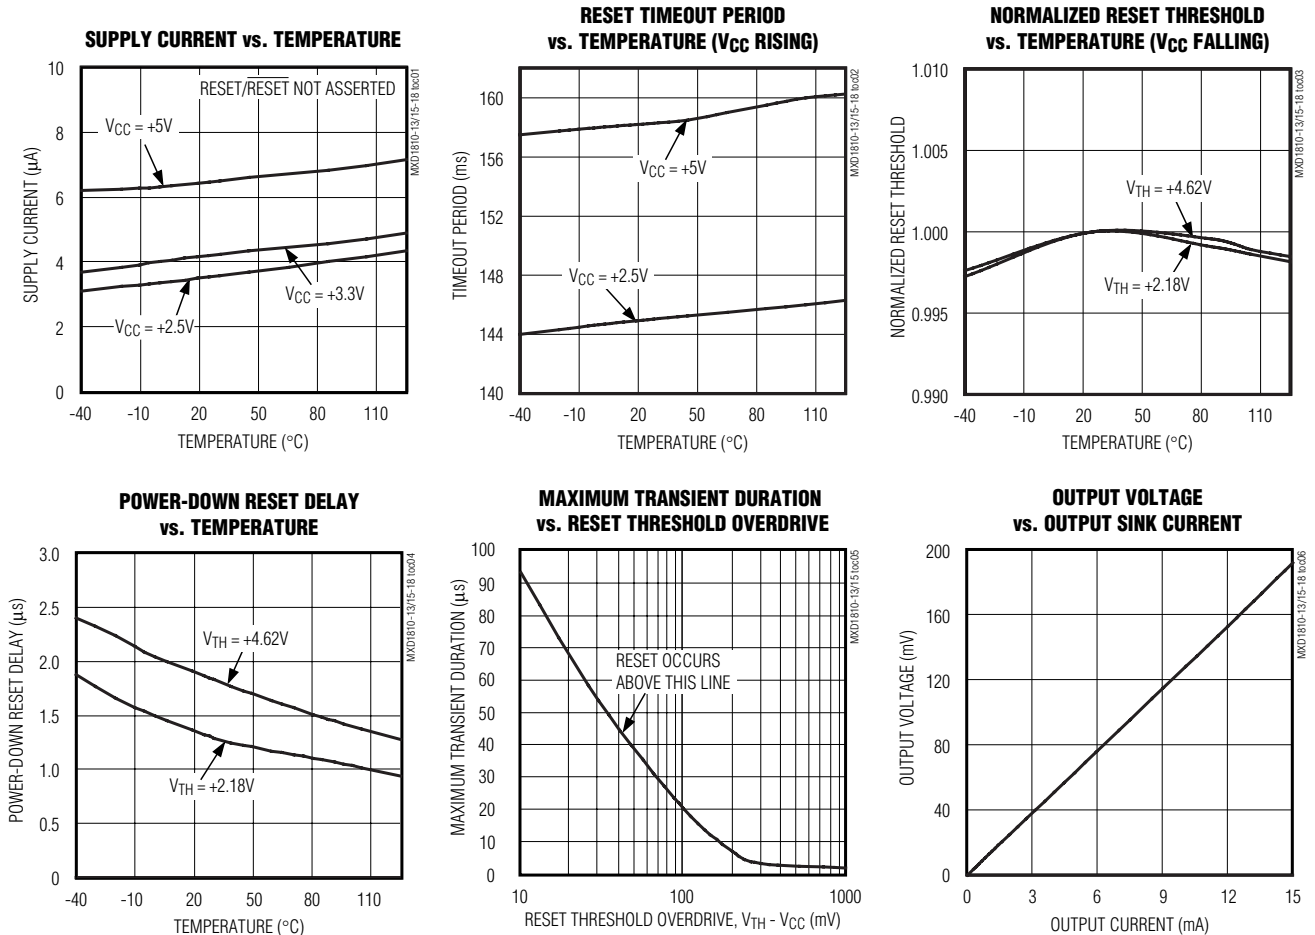 SUPPLY CURRENT vs. TEMPERATURE
10
8
6
4
2
0
SUPPLY CURRENT (μA)
RESET/RESET NOT ASSERTED
VCC = +5V
VCC = +3.3V
VCC = +2.5V
-40 -10 20 50 80 110
TEMPERATURE (°C)
MXD1810-13/15-18 toc01
RESET TIMEOUT PERIOD
vs. TEMPERATURE (VCC RISING)
160
156
152
148
144
140
TIMEOUT PERIOD (ms)
VCC = +5V
VCC = +2.5V
-40 -10 20 50 80 110
TEMPERATURE (°C)
MXD1810-13/15-18 toc02
NORMALIZED RESET THRESHOLD
vs. TEMPERATURE (VCC FALLING)
1.010
1.005
1.000
0.995
0.990
NORMALIZED RESET THRESHOLD
VTH = +4.62V
VTH = +2.18V
-40 -10 20 50 80 110
TEMPERATURE (°C)
MXD1810-13/15-18 toc03
POWER-DOWN RESET DELAY
vs. TEMPERATURE
3.0
2.5
2.0
1.5
1.0
0.5
0
POWER-DOWN RESET DELAY (μs)
VTH = +4.62V
VTH = +2.18V
-40 -10 20 50 80 110
TEMPERATURE (°C)
MXD1810-13/15-18 toc04
MAXIMUM TRANSIENT DURATION
vs. RESET THRESHOLD OVERDRIVE
100
90
80
70
60
50
40
30
20
10
0
MAXIMUM TRANSIENT DURATION (μs)
RESET OCCURS
ABOVE THIS LINE
10 100 1000
RESET THRESHOLD OVERDRIVE, VTH - VCC (mV)
MXD1810-13/15 toc05
OUTPUT VOLTAGE
vs. OUTPUT SINK CURRENT
200
160
120
80
40
0
OUTPUT VOLTAGE (mV)
0 3 6 9 12 15
OUTPUT CURRENT (mA)
MXD1810-13/15-18 toc06